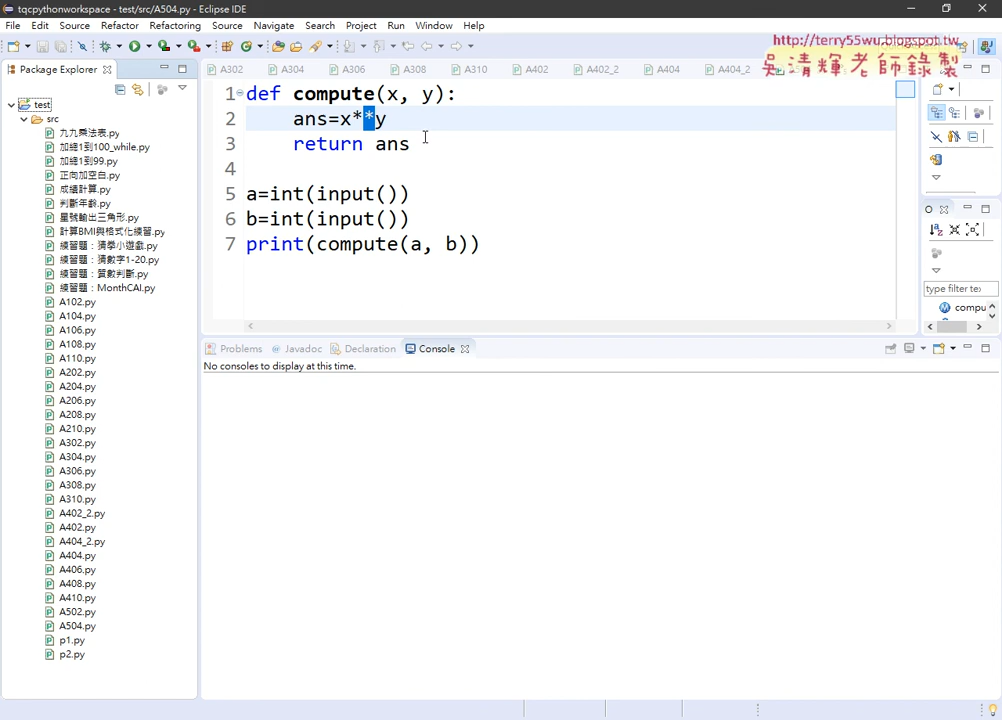 tqcpythonworkspace - test/src/A504.py - Eclipse IDE
File Edit Source Refactor Refactoring Source Navigate Search Project Run Window Help
http://terry55wu.blogspot.tw
吳清輝老師錄製
Package Explorer
A302 A304 A306 A308 A310 A402 A402_2 A404 A404_2
test
src
九九乘法表.py
加總1到100_while.py
加總1到99.py
正向加空白.py
成績計算.py
判斷年齡.py
星號輸出三角形.py
計算BMI與格式化練習.py
練習題：猜拳小遊戲.py
練習題：猜數字1-20.py
練習題：質數判斷.py
練習題：MonthCAl.py
A102.py
A104.py
A106.py
A108.py
A110.py
A202.py
A204.py
A206.py
A208.py
A210.py
A302.py
A304.py
A306.py
A308.py
A310.py
A402_2.py
A402.py
A404_2.py
A404.py
A406.py
A408.py
A410.py
A502.py
A504.py
p1.py
p2.py
1 def compute(x, y):
2 ans=x**y
3 return ans
4
5 a=int(input())
6 b=int(input())
7 print(compute(a, b))
type filter te
compu
Problems Javadoc Declaration Console
No consoles to display at this time.